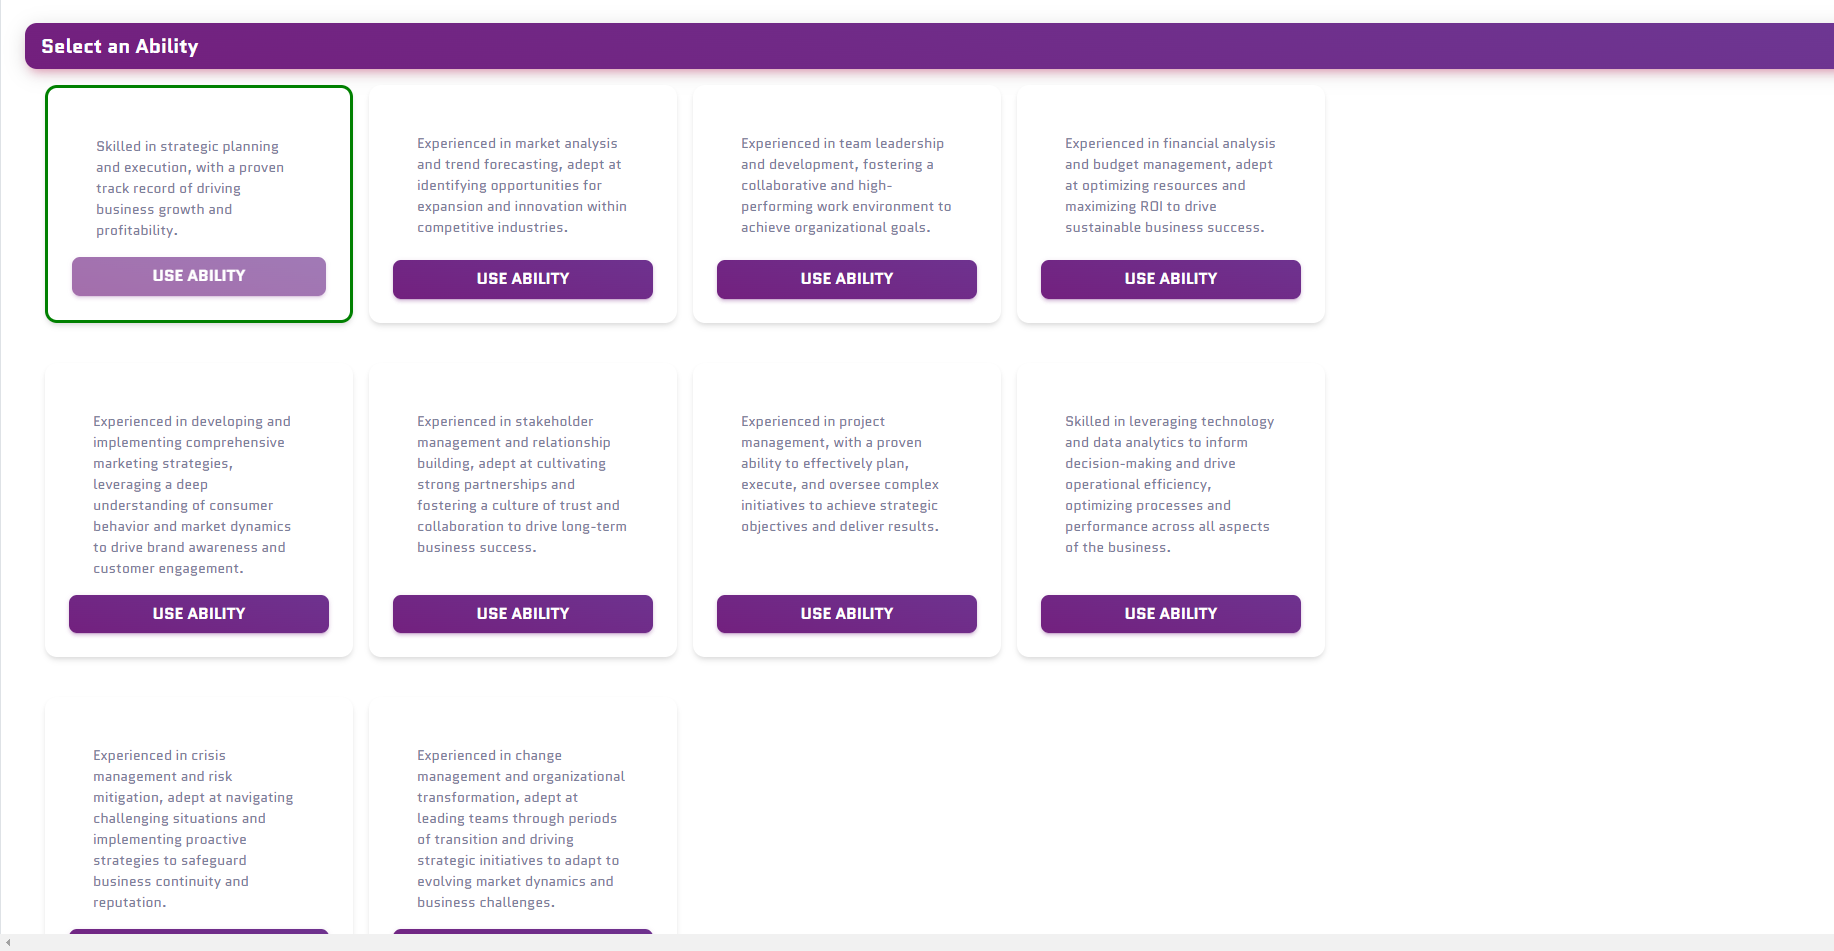 Select an Ability
Skilled in strategic planning
and execution, with a proven
track record of driving
business growth and
profitability.
USE ABILITY
Experienced in market analysis
and trend forecasting, adept at
identifying opportunities for
expansion and innovation within
competitive industries.
USE ABILITY
Experienced in team leadership
and development, fostering a
collaborative and high-
performing work environment to
achieve organizational goals.
USE ABILITY
Experienced in financial analysis
and budget management, adept
at optimizing resources and
maximizing ROI to drive
sustainable business success.
USE ABILITY
Experienced in developing and
implementing comprehensive
marketing strategies,
leveraging a deep
understanding of consumer
behavior and market dynamics
to drive brand awareness and
customer engagement.
USE ABILITY
Experienced in stakeholder
management and relationship
building, adept at cultivating
strong partnerships and
fostering a culture of trust and
collaboration to drive long-term
business success.
USE ABILITY
Experienced in project
management, with a proven
ability to effectively plan,
execute, and oversee complex
initiatives to achieve strategic
objectives and deliver results.
USE ABILITY
Skilled in leveraging technology
and data analytics to inform
decision-making and drive
operational efficiency,
optimizing processes and
performance across all aspects
of the business.
USE ABILITY
Experienced in crisis
management and risk
mitigation, adept at navigating
challenging situations and
implementing proactive
strategies to safeguard
business continuity and
reputation.
Experienced in change
management and organizational
transformation, adept at
leading teams through periods
of transition and driving
strategic initiatives to adapt to
evolving market dynamics and
business challenges.